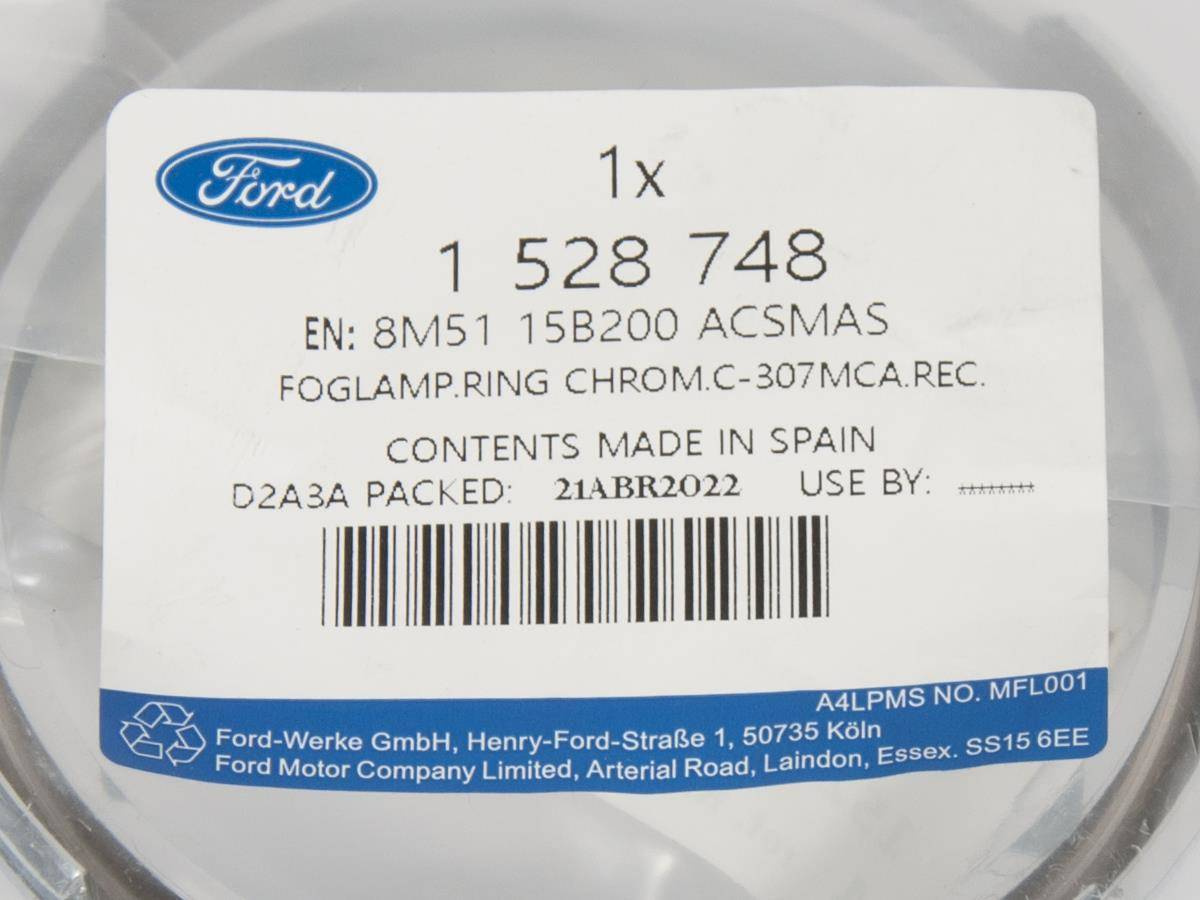 Ford
1x
1 528 748
EN: 8M51 15B200 ACSMAS
FOGLAMP.RING CHROM.C-307MCA.REC.
CONTENTS MADE IN SPAIN
D2A3A PACKED: 21ABR2022 USE BY: ********
A4LPMS NO. MFL001
Ford-Werke GmbH, Henry-Ford-Straße 1, 50735 Köln
Ford Motor Company Limited, Arterial Road, Laindon, Essex. SS15 6EE